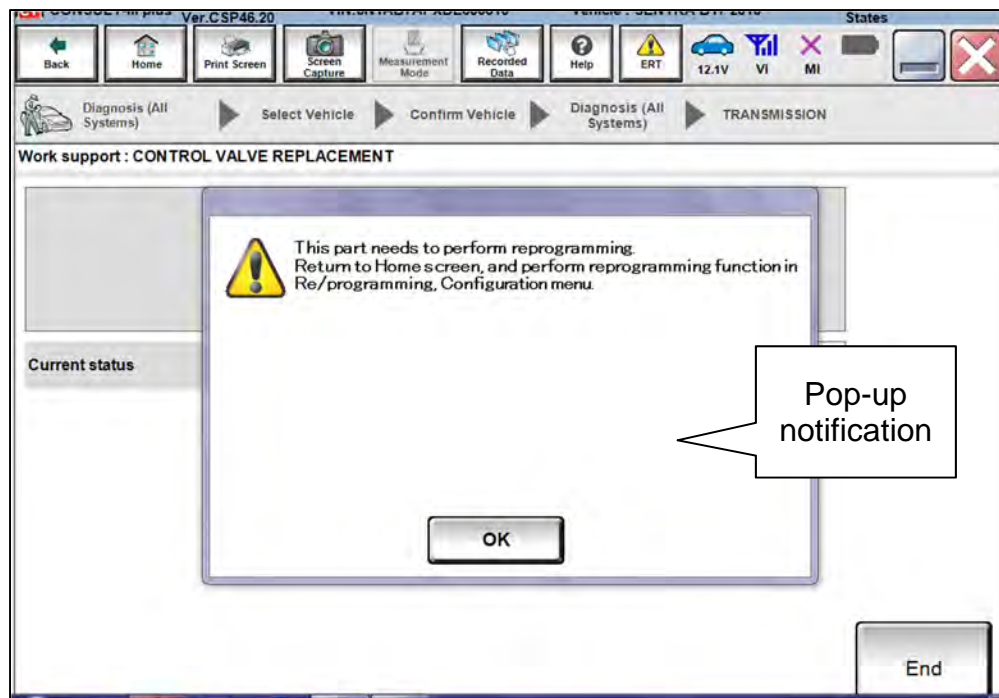 Ver.CSP46.20
States
Back
Home
Print Screen
Screen
Capture
Measurement
Mode
Recorded
Data
Help
ERT
12.1V
VI
MI
Diagnosis (All
Systems)
Select Vehicle
Confirm Vehicle
Diagnosis (All
Systems)
TRANSMISSION
Work support : CONTROL VALVE REPLACEMENT
This part needs to perform reprogramming.
Return to Home screen, and perform reprogramming function in
Re/programming, Configuration menu.
Current status
Pop-up
notification
OK
End